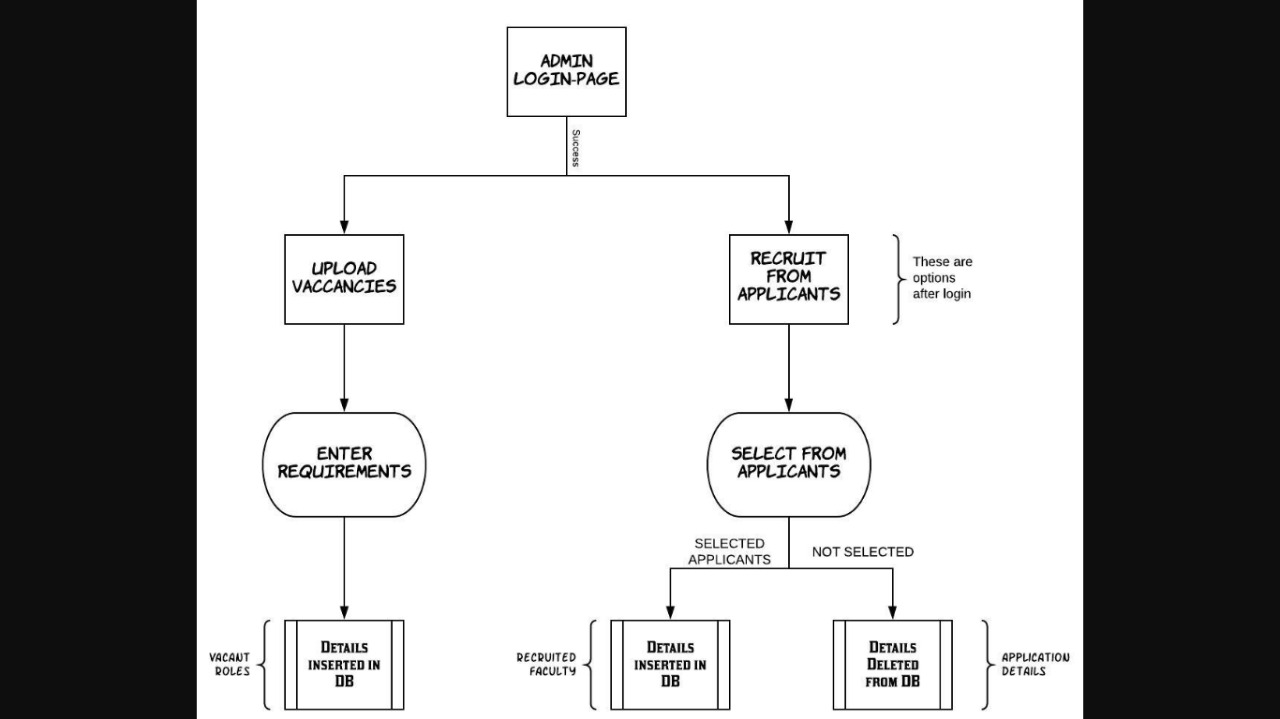 ADMIN
LOGIN-PAGE
Success
UPLOAD
VACCANCIES
RECRUIT
FROM
APPLICANTS
These are
options
after login
ENTER
REQUIREMENTS
SELECT FROM
APPLICANTS
SELECTED
APPLICANTS
NOT SELECTED
VACANT
ROLES
DETAILS
INSERTED IN
DB
RECRUITED
FACULTY
DETAILS
INSERTED IN
DB
DETAILS
DELETED
FROM DB
APPLICATION
DETAILS